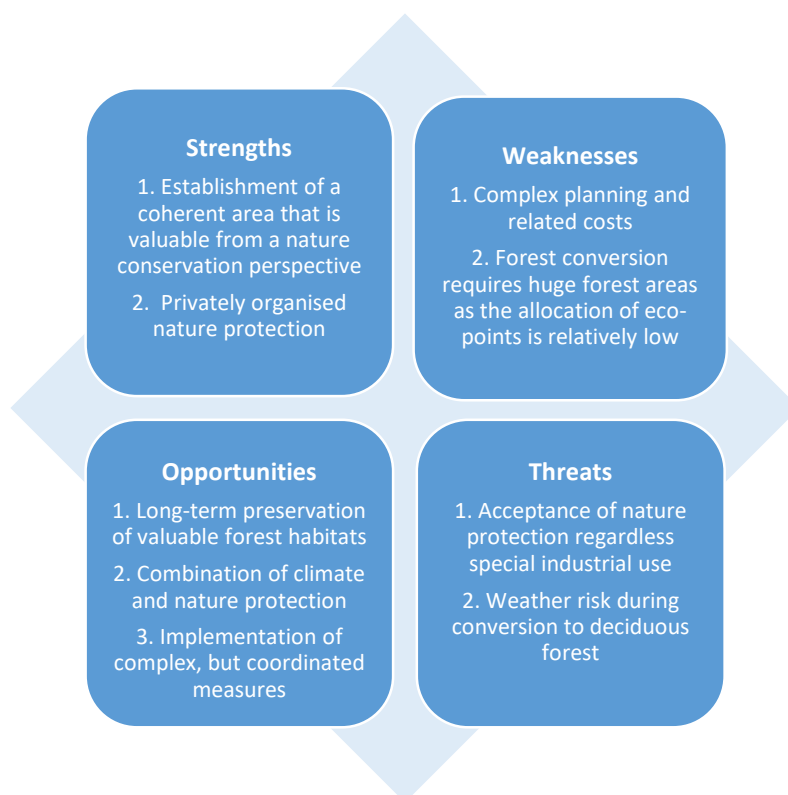 Strengths
1. Establishment of a
coherent area that is
valuable from a nature
conservation perspective
2. Privately organised
nature protection
Weaknesses
1. Complex planning and
related costs
2. Forest conversion
requires huge forest areas
as the allocation of eco-
points is relatively low
Opportunities
1. Long-term preservation
of valuable forest habitats
2. Combination of climate
and nature protection
3. Implementation of
complex, but coordinated
measures
Threats
1. Acceptance of nature
protection regardless
special industrial use
2. Weather risk during
conversion to deciduous
forest